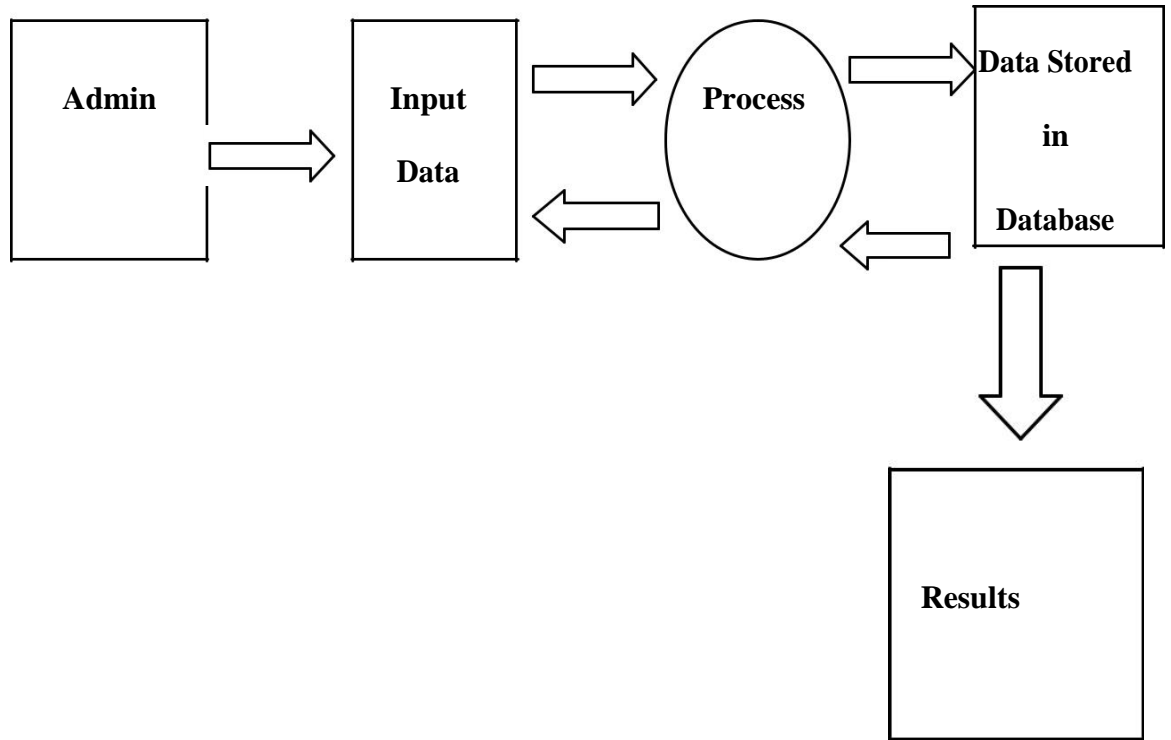 Admin
Input
Data
Process
Data Stored
in
Database
Results